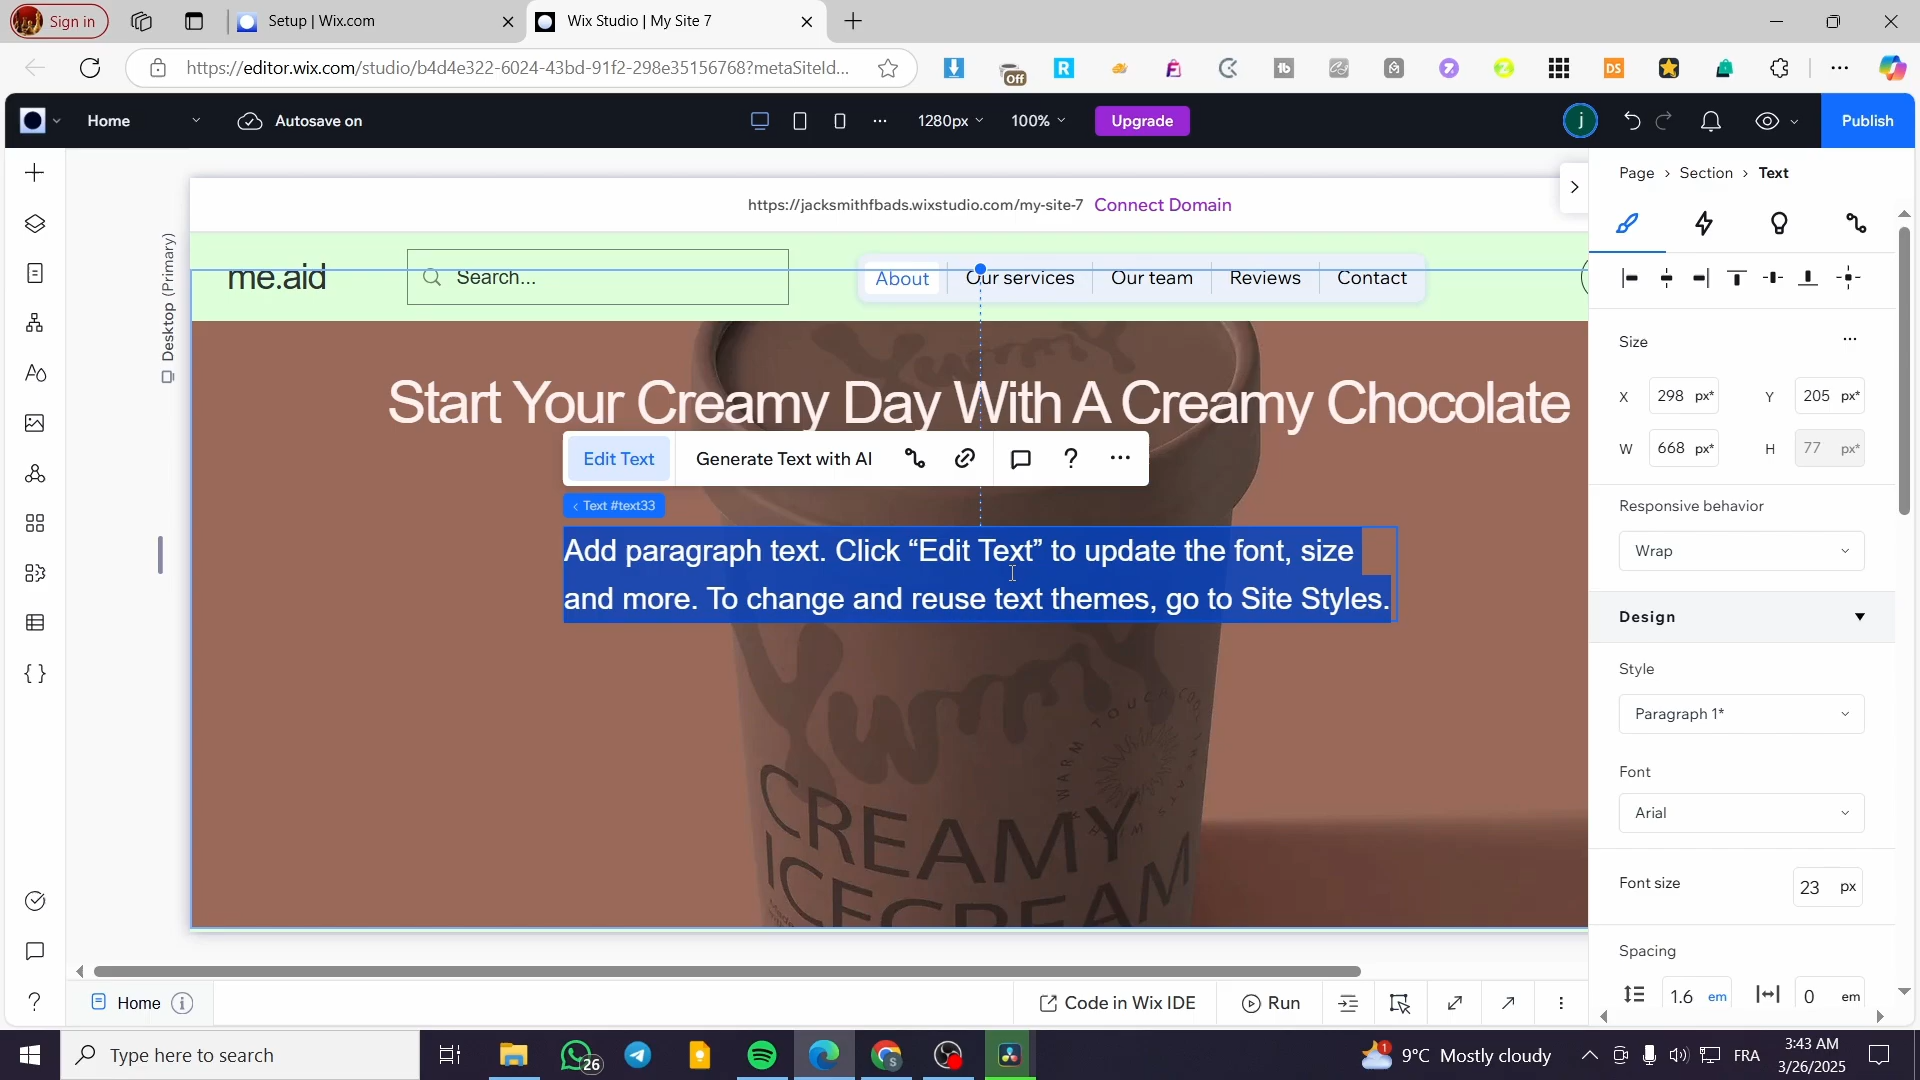 Sign in
Setup | Wix.com
Wix Studio | My Site 7
https://editor.wix.com/studio/b4d4e322-6024-43bd-91f2-298e35156768?metaSiteId...
Off
Home
Autosave on
1280px
100%
Upgrade
j
Publish
Page > Section > Text
https://jacksmithfbads.wixstudio.com/my-site-7 Connect Domain
Desktop (Primary)
me.aid
Search...
About
Our services
Our team
Reviews
Contact
Start Your Creamy Day With A Creamy Chocolate
Edit Text
Generate Text with AI
< Text #text33
Add paragraph text. Click “Edit Text” to update the font, size
and more. To change and reuse text themes, go to Site Styles.
Yummy
CREAMY
ICECREAM
Size
X 298 px*
Y 205 px*
W 668 px*
H 77 px*
Responsive behavior
Wrap
Design
Style
Paragraph 1*
Font
Arial
Font size
23 px
Spacing
1.6 em
0 em
Home
Code in Wix IDE
Run
Type here to search
26
9°C Mostly cloudy
FRA
3:43 AM
3/26/2025